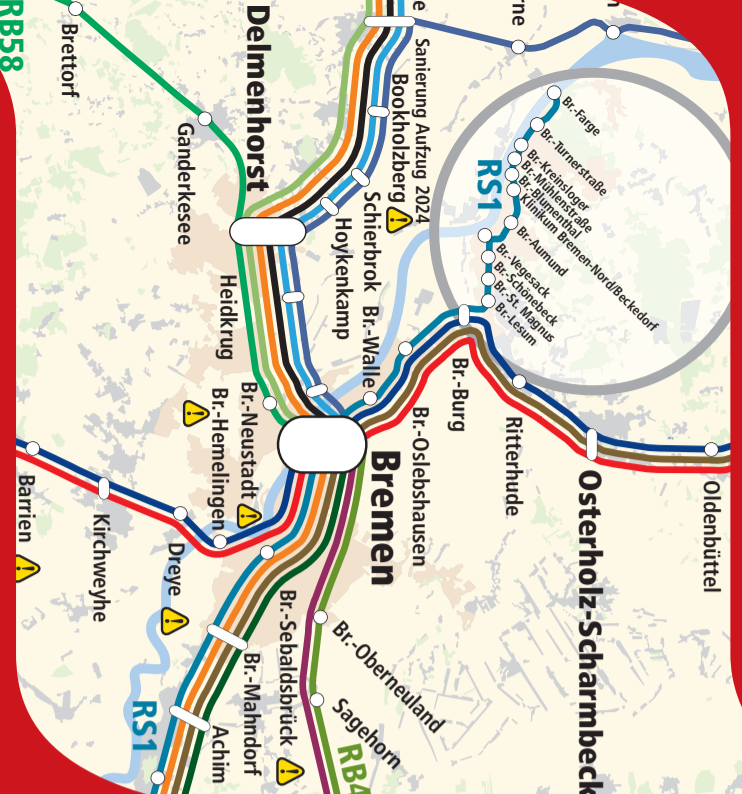 RB58
Brettorf
Ganderkesee
Delmenhorst
Heidkrug
e
Sanierung Aufzug 2024
Bookholzberg
Schierbrok
Hoykenkamp
rne
n
RS1
Br.-Farge
Br.-Turnerstraße
Br.-Kreinsloger
Br.-Mühlenstraße
Br.-Blumenthal
Klinikum Bremen-Nord/Beckedorf
Br.-Aumund
Br.-Vegesack
Br.-Schönebeck
Br.-St. Magnus
Br.-Lesum
Br.-Walle
Br.-Burg
Br.-Oslebshausen
Ritterhude
Osterholz-Scharmbeck
Oldenbüttel
Br.-Neustadt
Br.-Hemelingen
Bremen
Barrien
Kirchweyhe
Dreye
Br.-Sebaldsbrück
Br.-Mahndorf
Achim
RS1
Br.-Oberneuland
Sagehorn
RB4